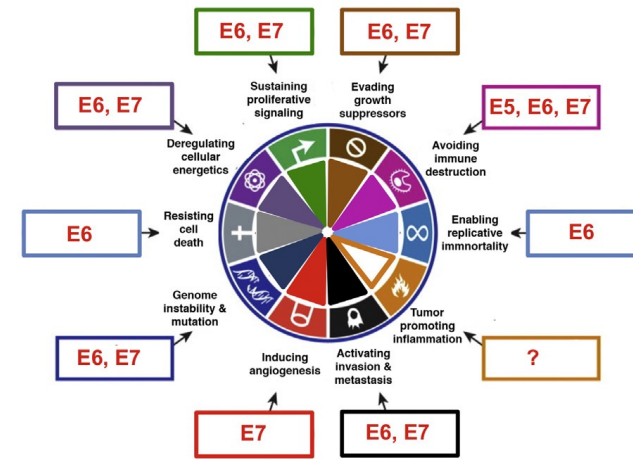 E6, E7
E6, E7
Sustaining
proliferative
signaling
Evading
growth
suppressors
E6, E7
E5, E6, E7
Deregulating
cellular
energetics
Avoiding
immune
destruction
E6
Resisting
cell
death
Enabling
replicative
immnortality
E6
Genome
instability &
mutation
Tumor
promoting
inflammation
E6, E7
?
Inducing
angiogenesis
Activating
invasion &
metastasis
E7
E6, E7